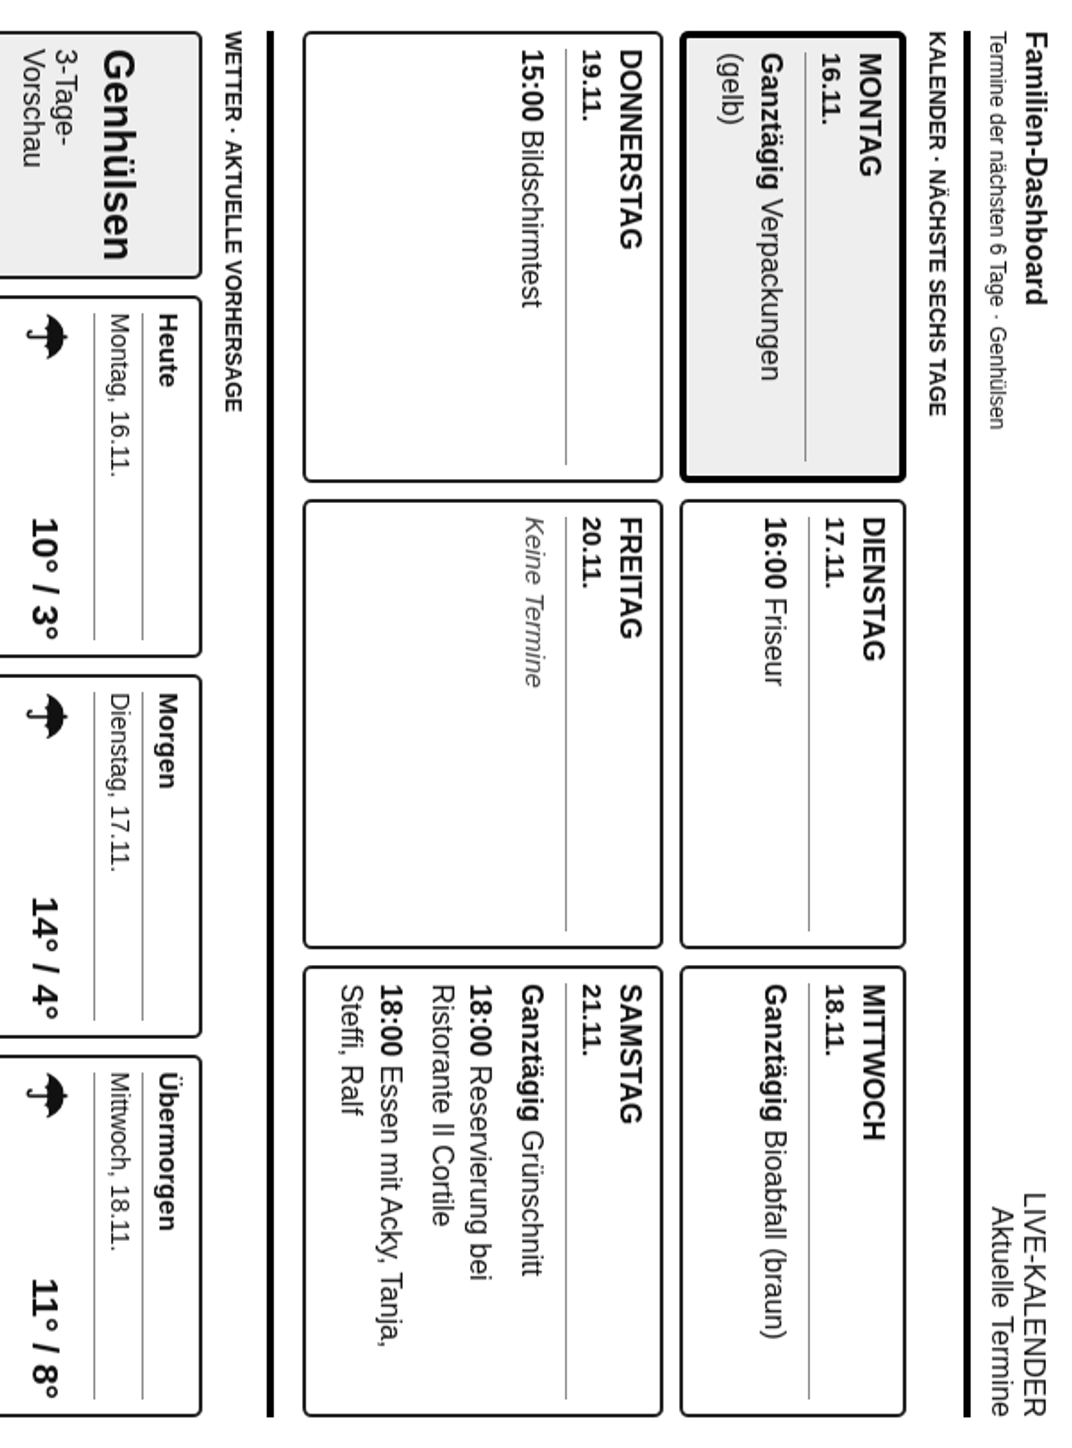 Familien-Dashboard
Termine der nächsten 6 Tage · Genhülsen
LIVE-KALENDER
Aktuelle Termine
KALENDER · NÄCHSTE SECHS TAGE
MONTAG
16.11.
Ganztägig Verpackungen
(gelb)
DIENSTAG
17.11.
16:00 Friseur
MITTWOCH
18.11.
Ganztägig Bioabfall (braun)
DONNERSTAG
19.11.
15:00 Bildschirmtest
FREITAG
20.11.
Keine Termine
SAMSTAG
21.11.
Ganztägig Grünschnitt
18:00 Reservierung bei
Ristorante Il Cortile
18:00 Essen mit Acky, Tanja,
Steffi, Ralf
WETTER · AKTUELLE VORHERSAGE
Genhülsen
3-Tage-
Vorschau
Heute
Montag, 16.11.
10° / 3°
Morgen
Dienstag, 17.11.
14° / 4°
Übermorgen
Mittwoch, 18.11.
11° / 8°